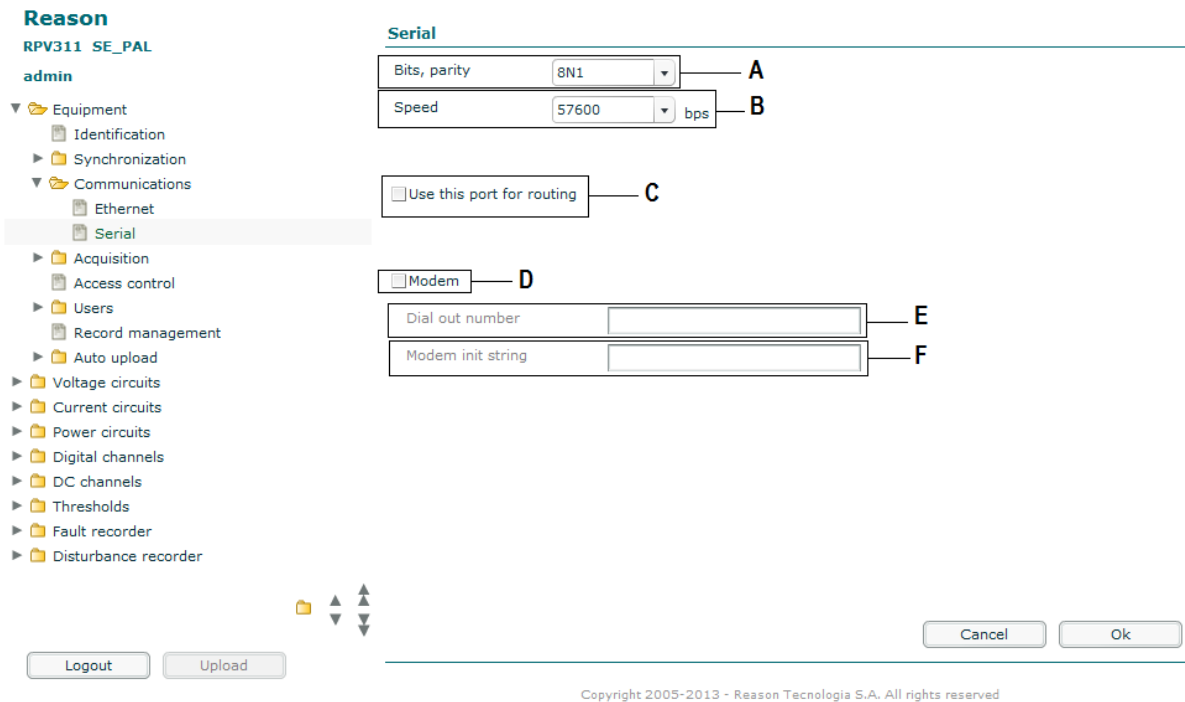 Reason
RPV311 SE_PAL
admin
Equipment
Identification
Synchronization
Communications
Ethernet
Serial
Acquisition
Access control
Users
Record management
Auto upload
Voltage circuits
Current circuits
Power circuits
Digital channels
DC channels
Thresholds
Fault recorder
Disturbance recorder
Logout Upload
Serial
Bits, parity 8N1 A
Speed 57600 bps B
Use this port for routing C
Modem D
Dial out number E
Modem init string F
Cancel Ok
Copyright 2005-2013 - Reason Tecnologia S.A. All rights reserved